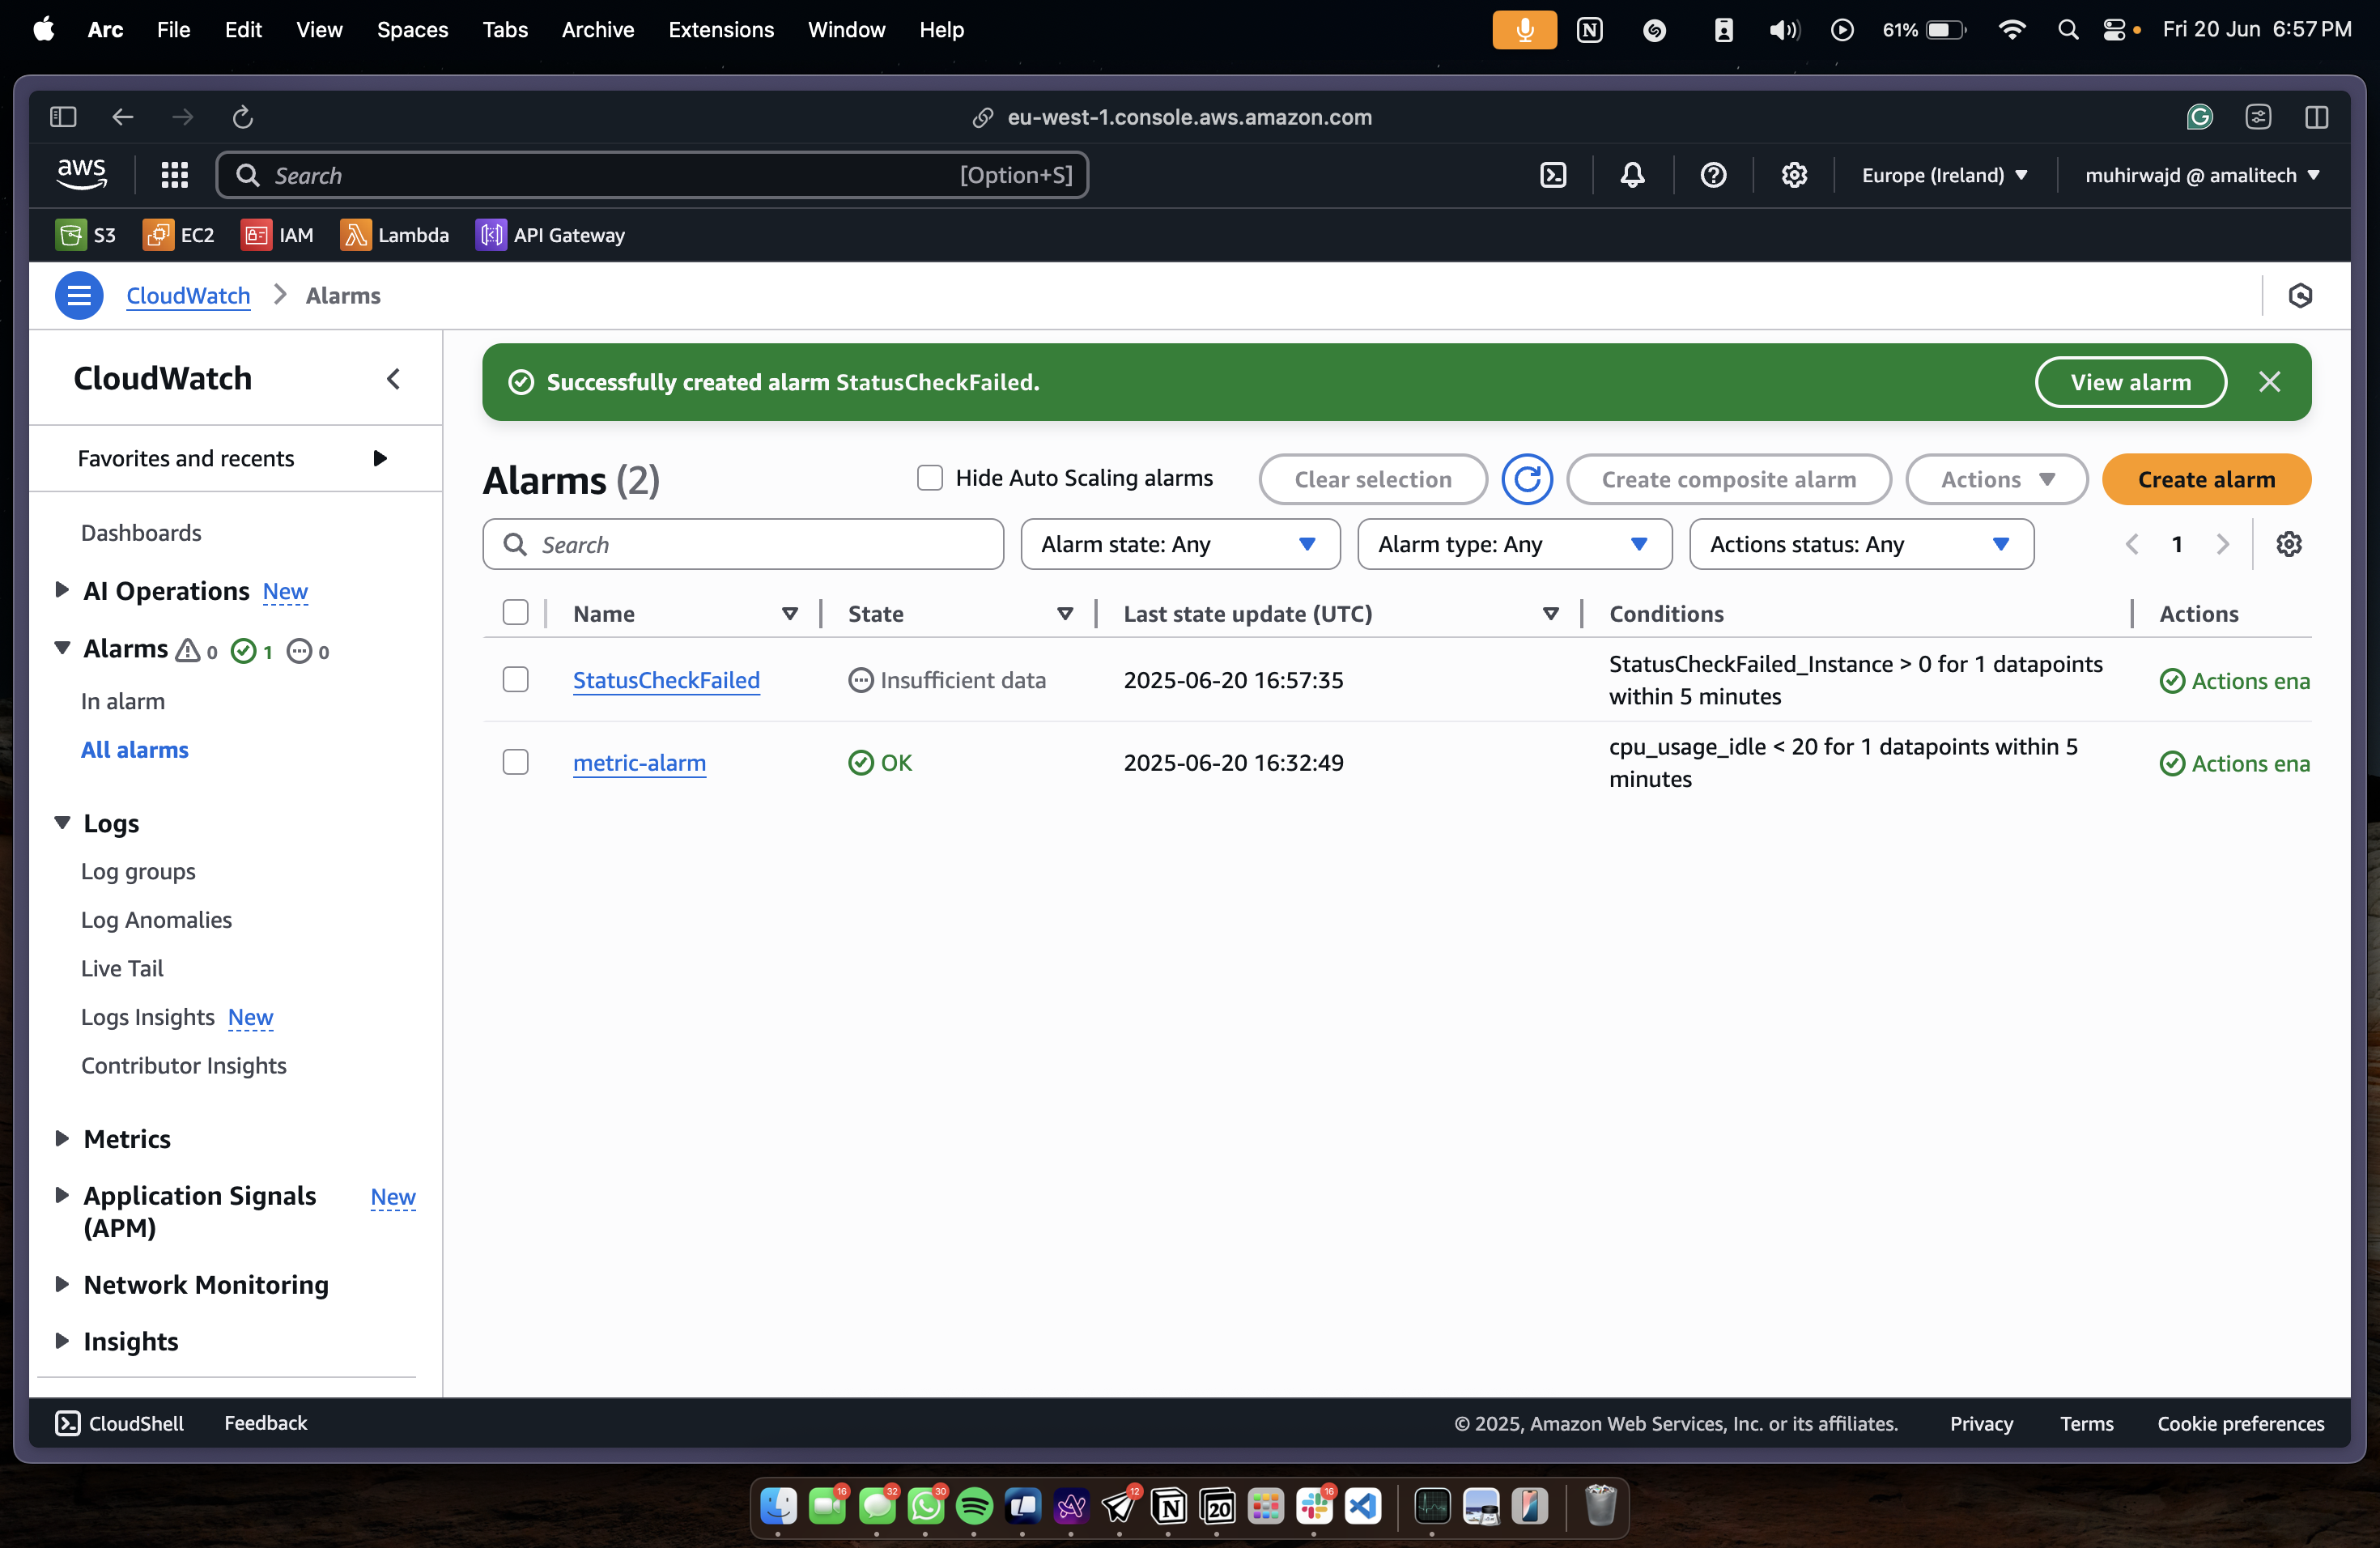 Arc File Edit View Spaces Tabs Archive Extensions Window Help 61% Fri 20 Jun 6:57 PM
eu-west-1.console.aws.amazon.com
aws Search [Option+S] Europe (Ireland) muhirwajd @ amalitech
S3 EC2 IAM Lambda API Gateway
CloudWatch Alarms
CloudWatch
Favorites and recents
Dashboards
AI Operations New
Alarms 0 1 0
In alarm
All alarms
Logs
Log groups
Log Anomalies
Live Tail
Logs Insights New
Contributor Insights
Metrics
Application Signals New
(APM)
Network Monitoring
Insights
Successfully created alarm StatusCheckFailed. View alarm
Alarms (2) Hide Auto Scaling alarms Clear selection Create composite alarm Actions Create alarm
Search Alarm state: Any Alarm type: Any Actions status: Any 1
Name State Last state update (UTC) Conditions Actions
StatusCheckFailed Insufficient data 2025-06-20 16:57:35 StatusCheckFailed_Instance > 0 for 1 datapoints Actions ena
within 5 minutes
metric-alarm OK 2025-06-20 16:32:49 cpu_usage_idle < 20 for 1 datapoints within 5 Actions ena
minutes
CloudShell Feedback © 2025, Amazon Web Services, Inc. or its affiliates. Privacy Terms Cookie preferences
16 32 30 12 20 16